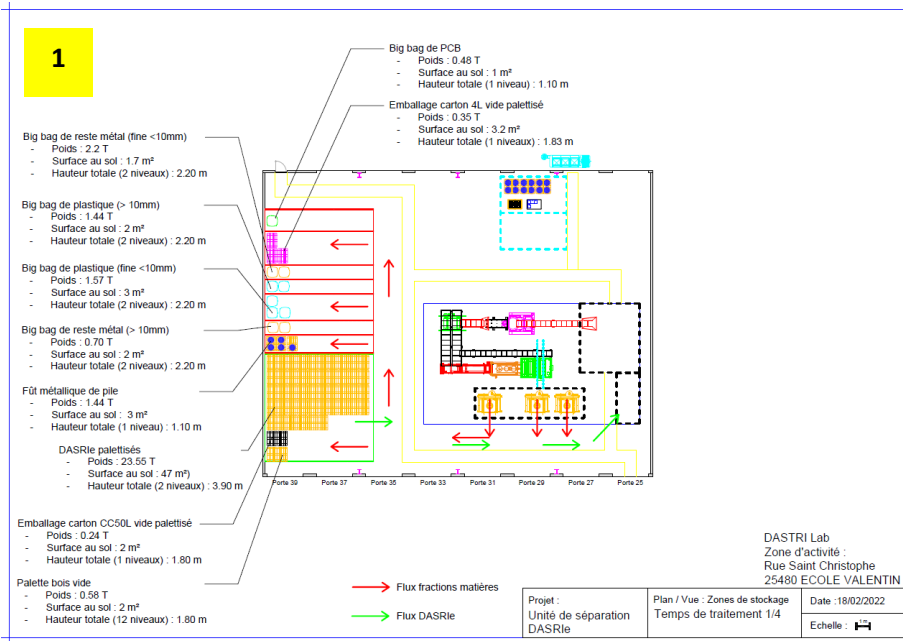 1
Big bag de PCB
- Poids : 0.48 T
- Surface au sol : 1 m²
- Hauteur totale (1 niveau) : 1.10 m
Emballage carton 4L vide palettisé
- Poids : 0.35 T
- Surface au sol : 3.2 m²
- Hauteur totale (1 niveau) : 1.83 m
Big bag de reste métal (fine <10mm)
- Poids : 2.2 T
- Surface au sol : 1.7 m²
- Hauteur totale (2 niveaux) : 2.20 m
Big bag de plastique (> 10mm)
- Poids : 1.44 T
- Surface au sol : 2 m²
- Hauteur totale (2 niveaux) : 2.20 m
Big bag de plastique (fine <10mm)
- Poids : 1.57 T
- Surface au sol : 3 m²
- Hauteur totale (2 niveaux) : 2.20 m
Big bag de reste métal (> 10mm)
- Poids : 0.70 T
- Surface au sol : 2 m²
- Hauteur totale (2 niveaux) : 2.20 m
Fût métallique de pile
- Poids : 1.44 T
- Surface au sol : 3 m²
- Hauteur totale (1 niveau) : 1.10 m
DASRIe palettisés
- Poids : 23.55 T
- Surface au sol : 47 m²)
- Hauteur totale (2 niveaux) : 3.90 m
Emballage carton CC50L vide palettisé
- Poids : 0.24 T
- Surface au sol : 2 m²
- Hauteur totale (1 niveaux) : 1.80 m
Palette bois vide
- Poids : 0.58 T
- Surface au sol : 2 m²
- Hauteur totale (12 niveaux) : 1.80 m
Porte 39 Porte 37 Porte 35 Porte 33 Porte 31 Porte 29 Porte 27 Porte 25
Flux fractions matières
Flux DASRIe
DASTRI Lab
Zone d'activité :
Rue Saint Christophe
25480 ECOLE VALENTIN
Projet :
Unité de séparation
DASRIe
Plan / Vue : Zones de stockage
Temps de traitement 1/4
Date :18/02/2022
Echelle :